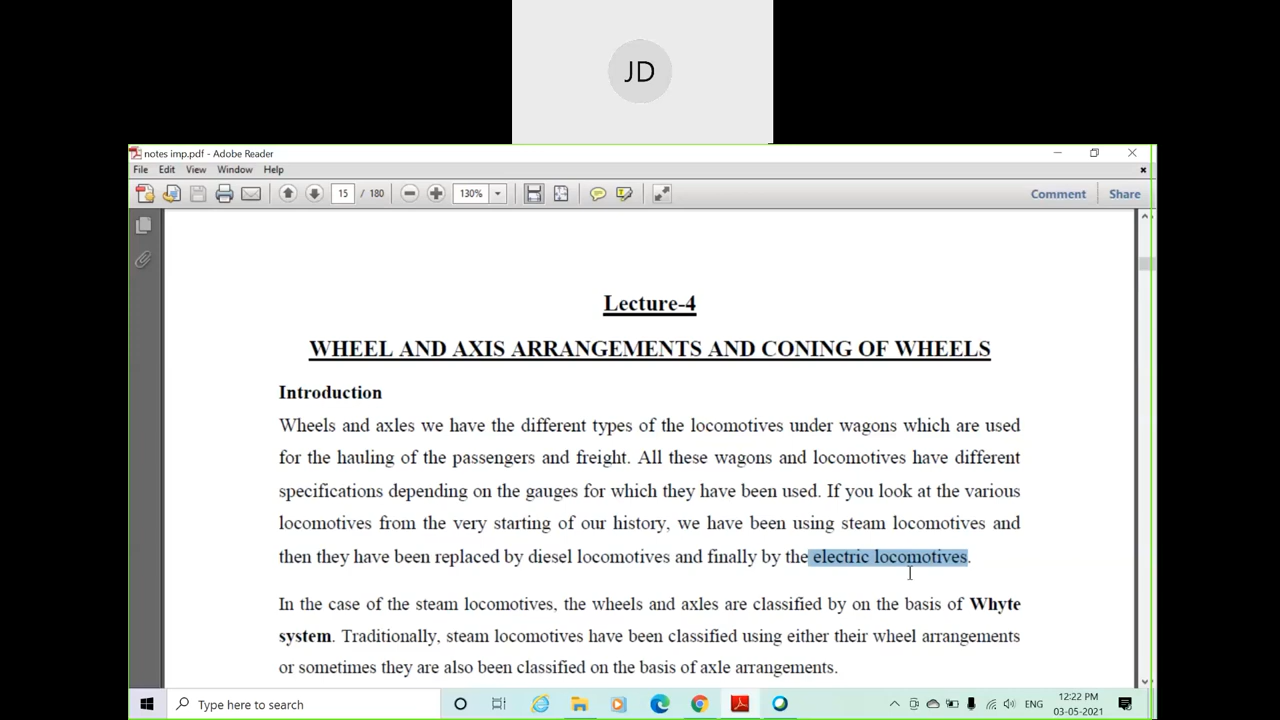 JD
notes imp.pdf - Adobe Reader
File Edit View Window Help
15 / 180 130% Comment Share
Lecture-4
WHEEL AND AXIS ARRANGEMENTS AND CONING OF WHEELS
Introduction
Wheels and axles we have the different types of the locomotives under wagons which are used
for the hauling of the passengers and freight. All these wagons and locomotives have different
specifications depending on the gauges for which they have been used. If you look at the various
locomotives from the very starting of our history, we have been using steam locomotives and
then they have been replaced by diesel locomotives and finally by the electric locomotives.
In the case of the steam locomotives, the wheels and axles are classified by on the basis of Whyte
system. Traditionally, steam locomotives have been classified using either their wheel arrangements
or sometimes they are also been classified on the basis of axle arrangements.
Type here to search
ENG
12:22 PM
03-05-2021